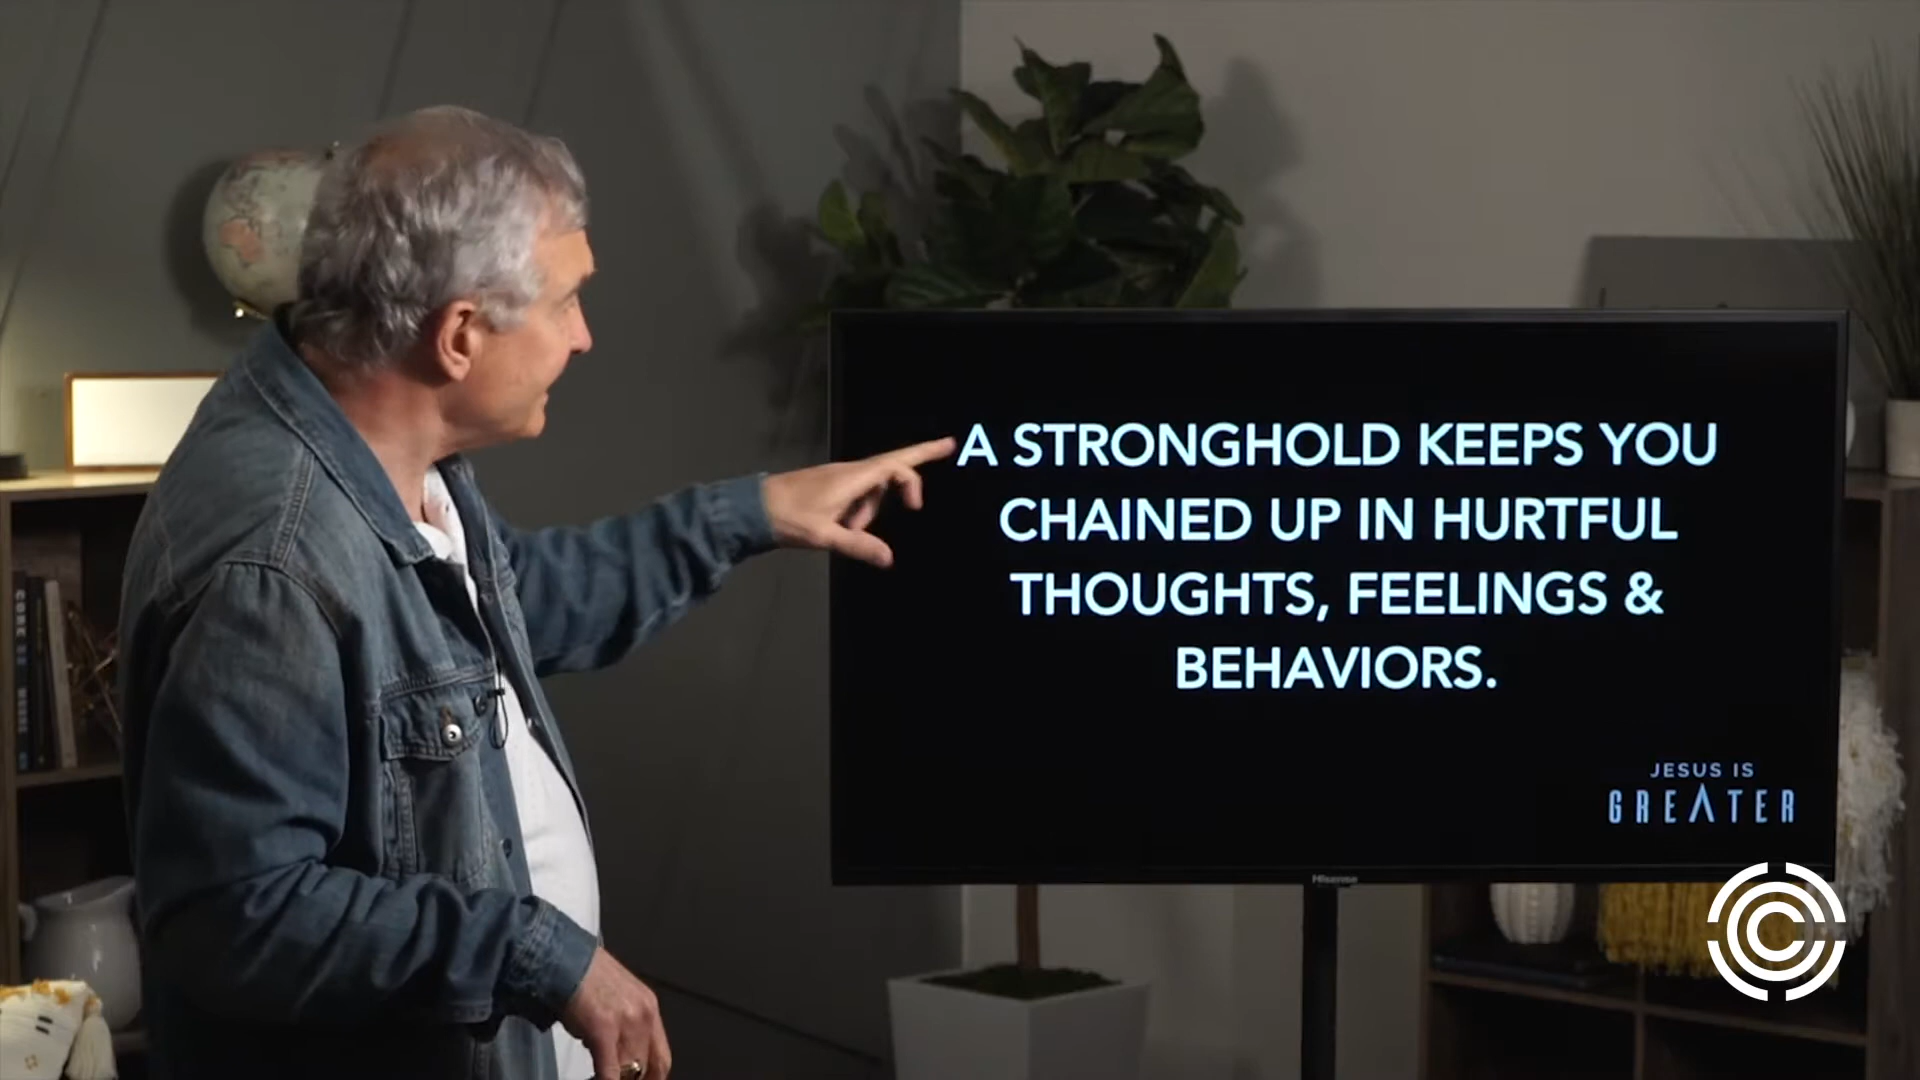 A STRONGHOLD KEEPS YOU
CHAINED UP IN HURTFUL
THOUGHTS, FEELINGS &
BEHAVIORS.
JESUS IS
GREATER
Hisense
C